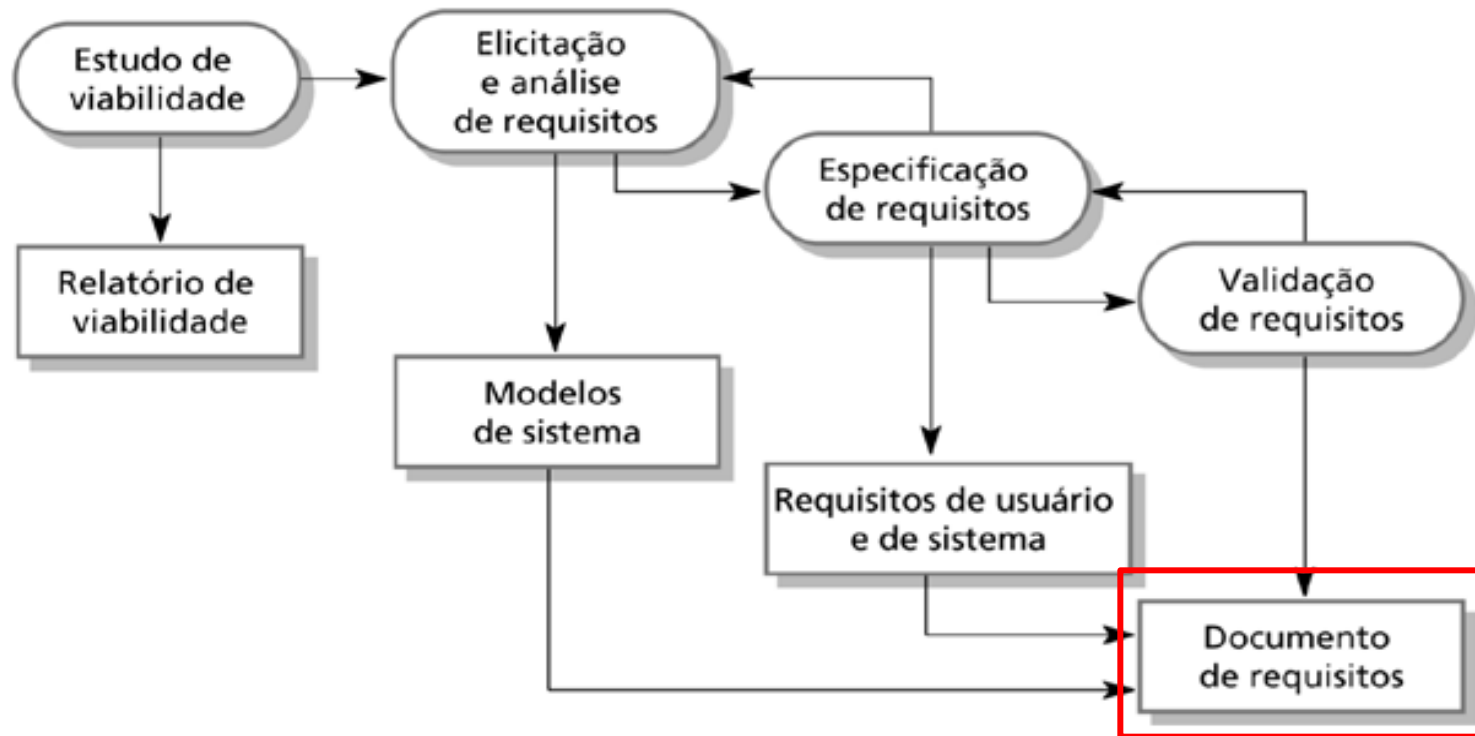 Estudo de
viabilidade
Elicitação
e análise
de requisitos
Especificação
de requisitos
Validação
de requisitos
Relatório de
viabilidade
Modelos
de sistema
Requisitos de usuário
e de sistema
Documento
de requisitos